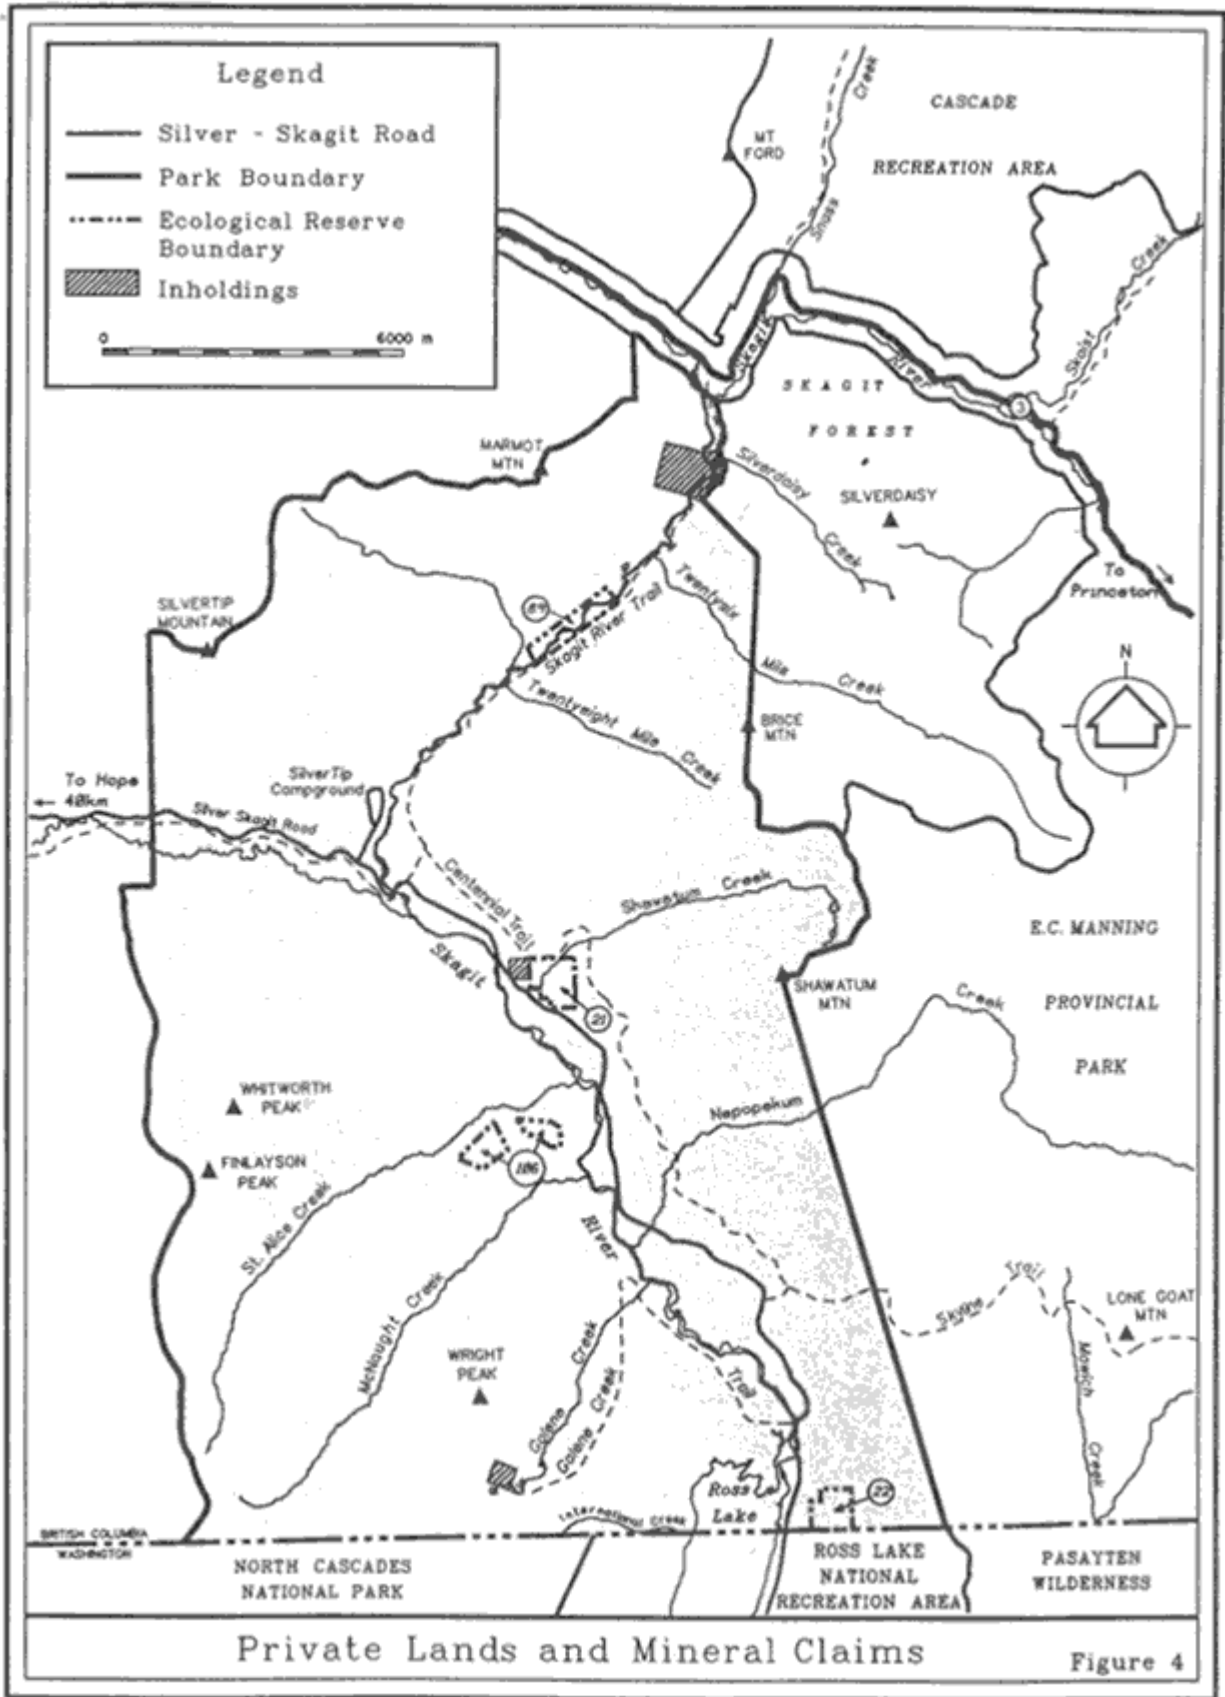 Legend
Silver - Skagit Road
Park Boundary
Ecological Reserve
Boundary
Inholdings
0
6000 m
MT
FORD
Creek
Snass
CASCADE
RECREATION AREA
Creek
Skaist
Skagit
River
3
SKAGIT
FOREST
SILVERDAISY
Silverdaisy
Creek
MARMOT
MTN
To
Princeton
N
SILVERTIP
MOUNTAIN
Skagit River Trail
Twentysix
Mile
Creek
Twentyeight Mile Creek
BRICE
MTN
To Hope
40km
SilverTip
Campground
Silver Skagit Road
Centennial Trail
Shawatum Creek
Skagit
21
SHAWATUM
MTN
E.C. MANNING
PROVINCIAL
PARK
Creek
Nepopekum
WHITWORTH
PEAK
FINLAYSON
PEAK
106
St. Alice Creek
River
McNaught Creek
WRIGHT
PEAK
Galene Creek
Galene Creek
Trail
Skyline
Trail
LONE GOAT
MTN
Mowich
Creek
Ross
Lake
22
International Creek
BRITISH COLUMBIA
WASHINGTON
NORTH CASCADES
NATIONAL PARK
ROSS LAKE
NATIONAL
RECREATION AREA
PASAYTEN
WILDERNESS
Private Lands and Mineral Claims
Figure 4